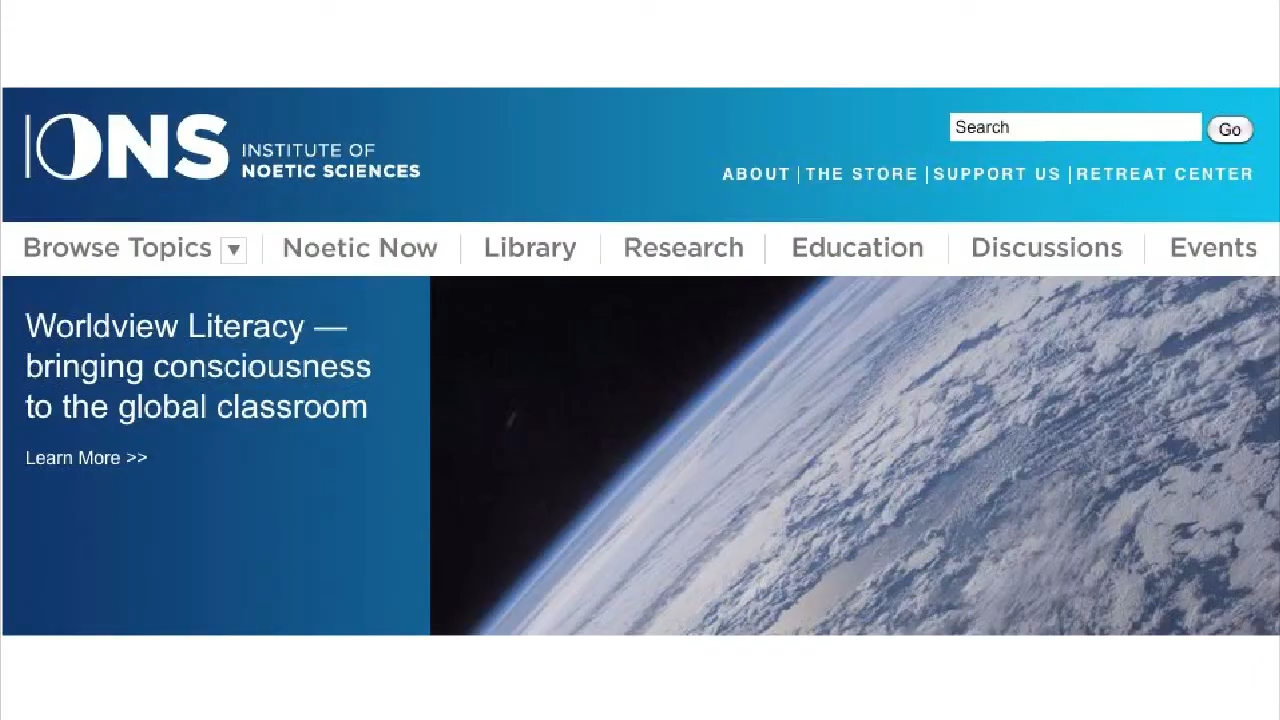 IONS INSTITUTE OF
NOETIC SCIENCES
Search Go
ABOUT | THE STORE | SUPPORT US | RETREAT CENTER
Browse Topics ▼ Noetic Now Library Research Education Discussions Events
Worldview Literacy —
bringing consciousness
to the global classroom
Learn More >>